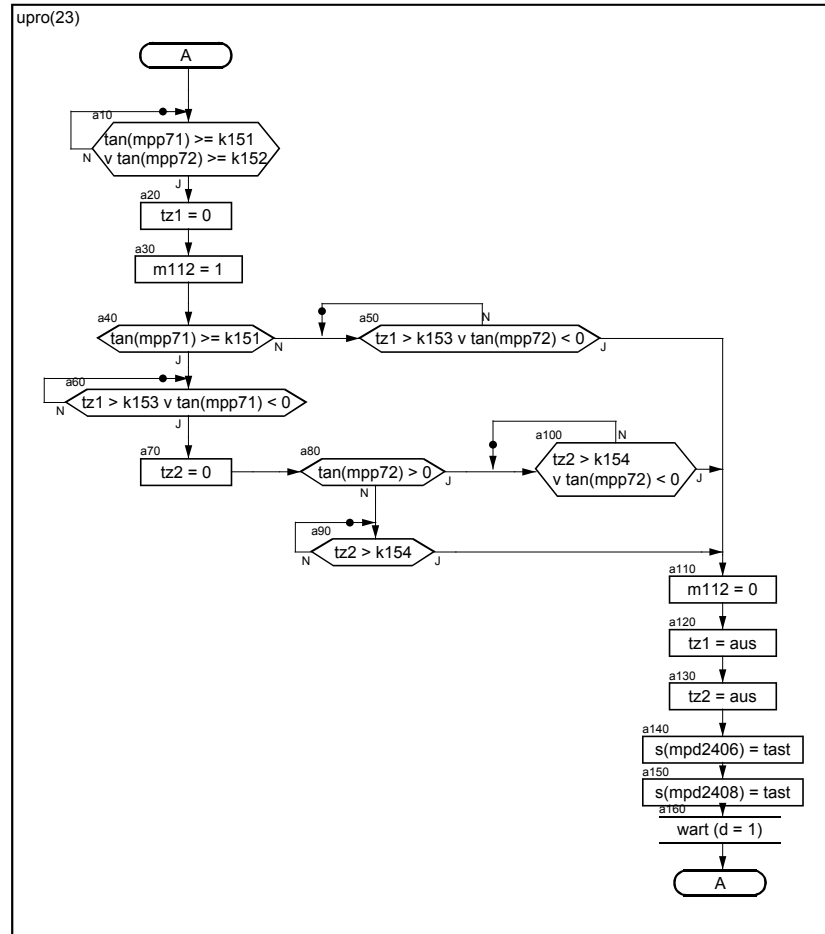 upro(23)
A
a10
tan(mpp71) >= k151
v tan(mpp72) >= k152
N
J
a20
tz1 = 0
a30
m112 = 1
a40
tan(mpp71) >= k151
N
J
a50
N
tz1 > k153 v tan(mpp72) < 0
J
a60
tz1 > k153 v tan(mpp71) < 0
N
J
a70
tz2 = 0
a80
tan(mpp72) > 0
J
N
a100
N
tz2 > k154
v tan(mpp72) < 0
J
a90
tz2 > k154
N
J
a110
m112 = 0
a120
tz1 = aus
a130
tz2 = aus
a140
s(mpd2406) = tast
a150
s(mpd2408) = tast
a160
wart (d = 1)
A